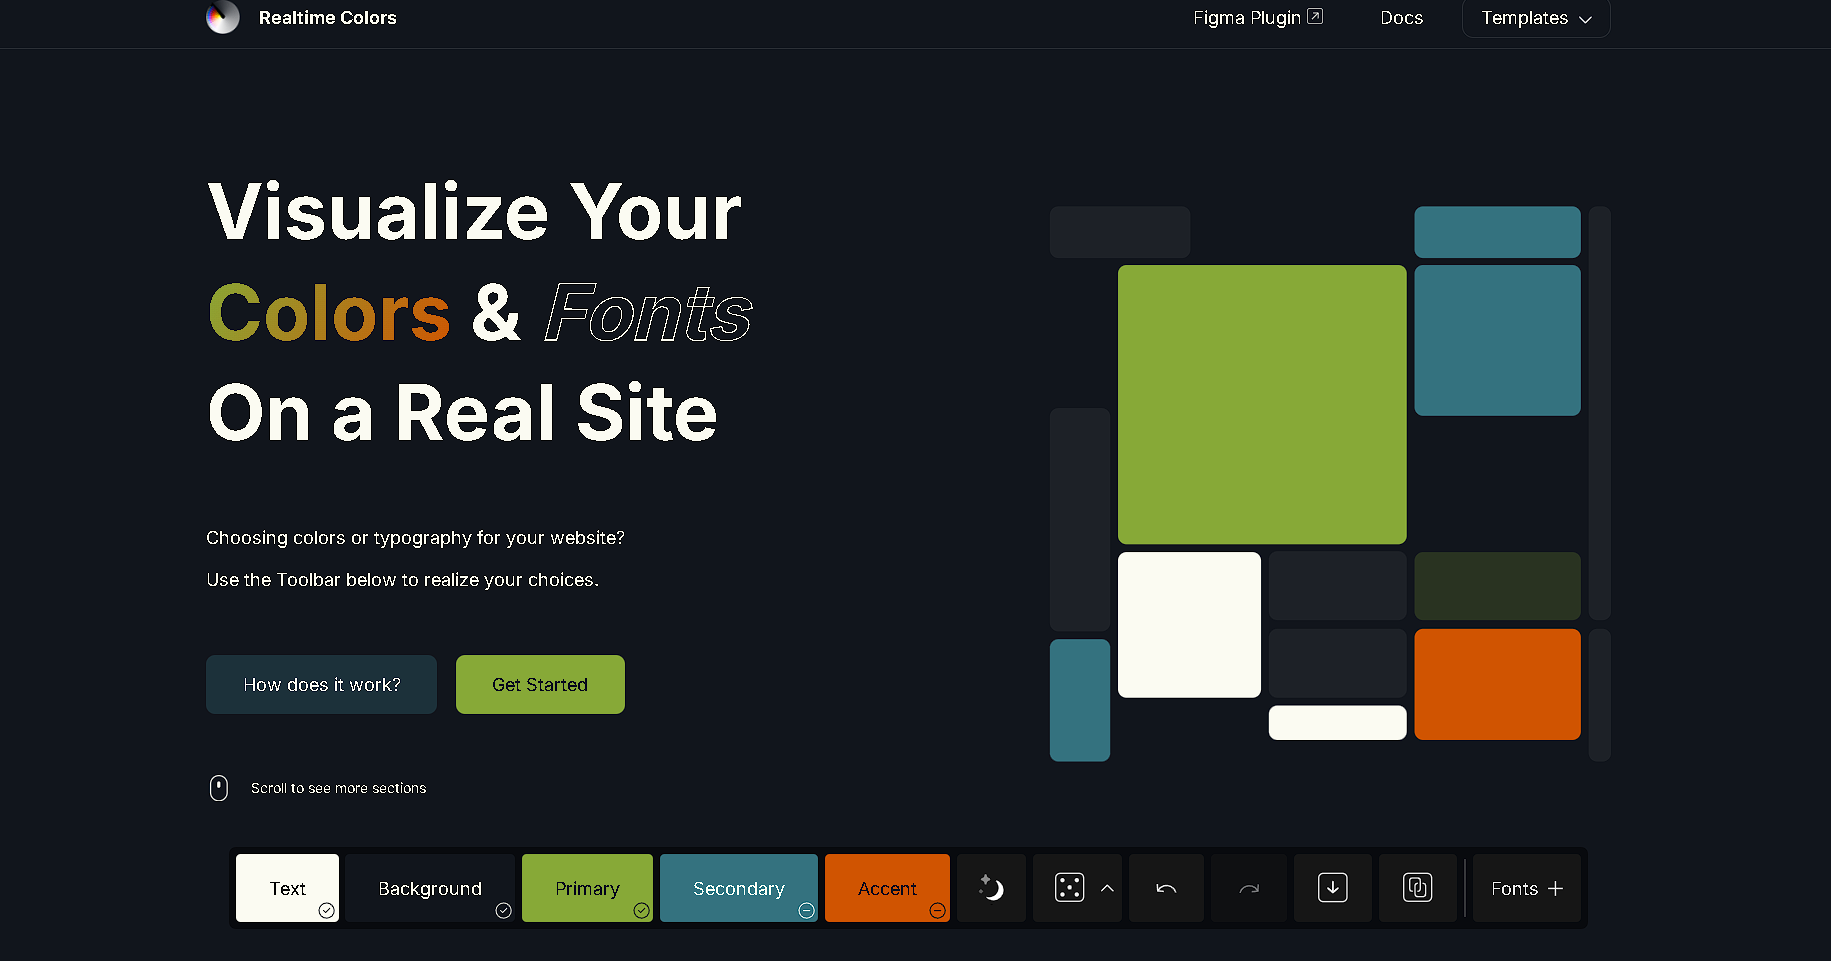 Realtime Colors
Figma Plugin
Docs
Templates
Visualize Your
Colors & Fonts
On a Real Site
Choosing colors or typography for your website?
Use the Toolbar below to realize your choices.
How does it work?
Get Started
Scroll to see more sections
Text
Background
Primary
Secondary
Accent
Fonts